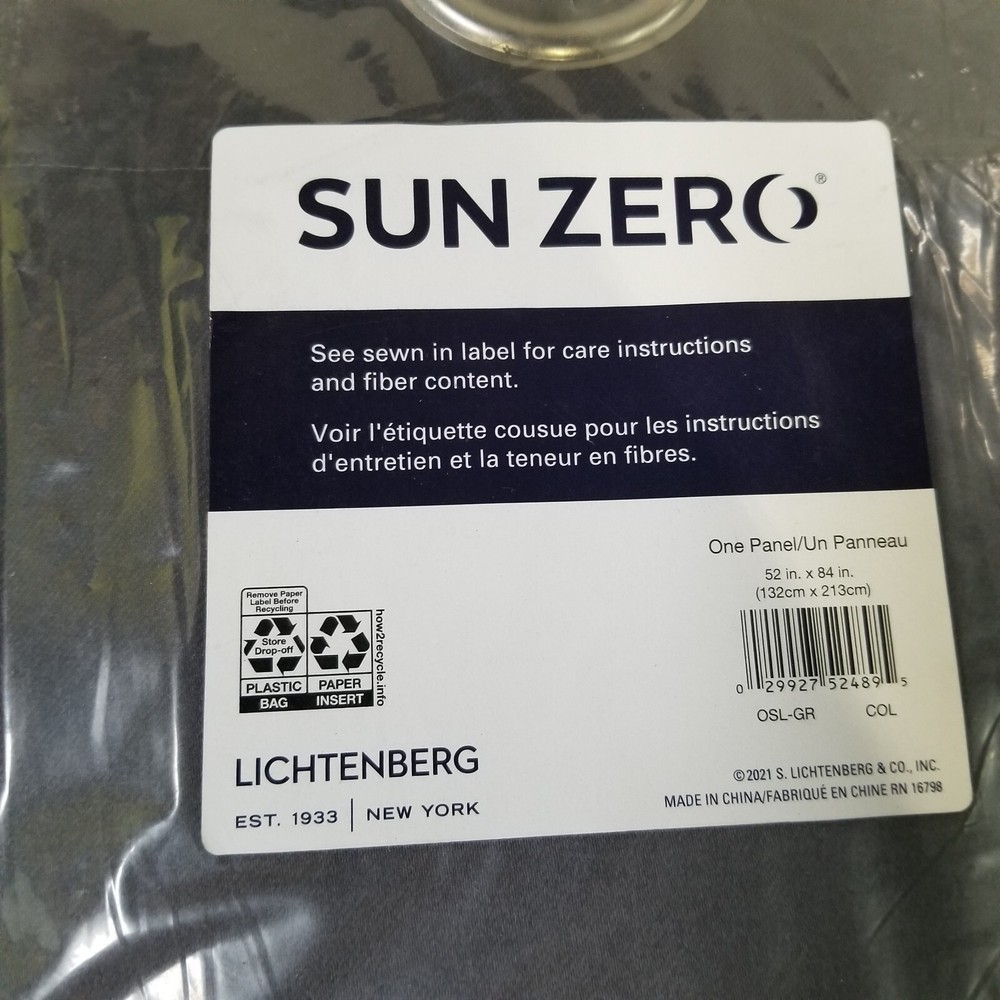 SUN ZERO®
See sewn in label for care instructions
and fiber content.
Voir l'étiquette cousue pour les instructions
d'entretien et la teneur en fibres.
One Panel/Un Panneau
52 in. x 84 in.
(132cm x 213cm)
0 29927 52489 5
OSL-GR COL
Remove Paper
Label Before
Recycling
Store
Drop-off
PLASTIC
BAG
PAPER
INSERT
how2recycle.info
LICHTENBERG
EST. 1933 | NEW YORK
©2021 S. LICHTENBERG & CO., INC.
MADE IN CHINA/FABRIQUÉ EN CHINE RN 16798